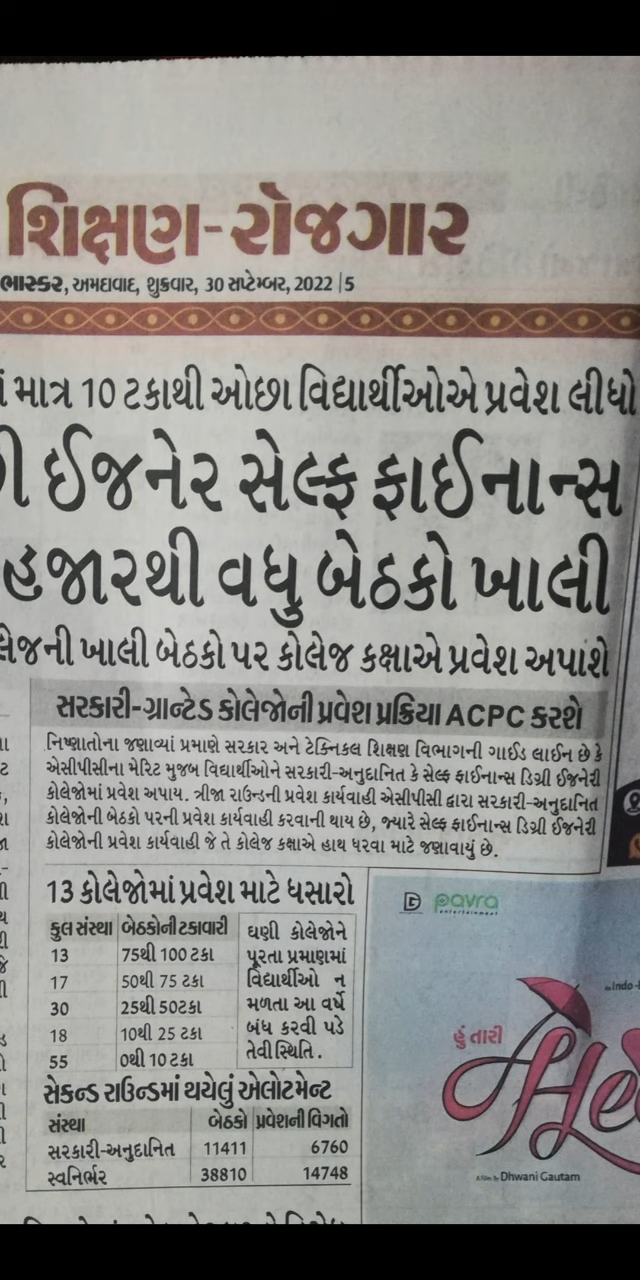 શિક્ષણ-રોજગાર
ભાસ્કર, અમદાવાદ, શુક્રવાર, 30 સપ્ટેમ્બર, 2022 | 5
માત્ર 10 ટકાથી ઓછા વિદ્યાર્થીઓએ પ્રવેશ લીધો
ઈજનેર સેલ્ફ ફાઈનાન્સ
હજારથી વધુ બેઠકો ખાલી
લેજની ખાલી બેઠકો પર કોલેજ કક્ષાએ પ્રવેશ અપાશે
સરકારી-ગ્રાન્ટેડ કોલેજોની પ્રવેશ પ્રક્રિયા ACPC કરશે
નિષ્ણાતોના જણાવ્યાં પ્રમાણે સરકાર અને ટેક્નિકલ શિક્ષણ વિભાગની ગાઈડ લાઈન છે કે
એસીપીસીના મેરિટ મુજબ વિદ્યાર્થીઓને સરકારી-અનુદાનિત કે સેલ્ફ ફાઈનાન્સ ડિગ્રી ઈજનેરી
કોલેજોમાં પ્રવેશ અપાય. ત્રીજા રાઉન્ડની પ્રવેશ કાર્યવાહી એસીપીસી દ્વારા સરકારી-અનુદાનિત
કોલેજોની બેઠકો પરની પ્રવેશ કાર્યવાહી કરવાની થાય છે, જ્યારે સેલ્ફ ફાઈનાન્સ ડિગ્રી ઈજનેરી
કોલેજોની પ્રવેશ કાર્યવાહી જે તે કોલેજ કક્ષાએ હાથ ધરવા માટે જણાવાયું છે.
13 કોલેજોમાં પ્રવેશ માટે ધસારો
કુલ સંસ્થા બેઠકોની ટકાવારી
13 75થી 100 ટકા
17 50થી 75 ટકા
30 25થી 50ટકા
18 10થી 25 ટકા
55 0થી 10 ટકા
ઘણી કોલેજોને
પૂરતા પ્રમાણમાં
વિદ્યાર્થીઓ ન
મળતા આ વર્ષે
બંધ કરવી પડે
તેવી સ્થિતિ.
સેકન્ડ રાઉન્ડમાં થયેલું એલોટમેન્ટ
સંસ્થા બેઠકો પ્રવેશની વિગતો
સરકારી-અનુદાનિત 11411 6760
સ્વનિર્ભર 38810 14748
pavra
entertainment
હું તારી
He
A film By Dhwani Gautam